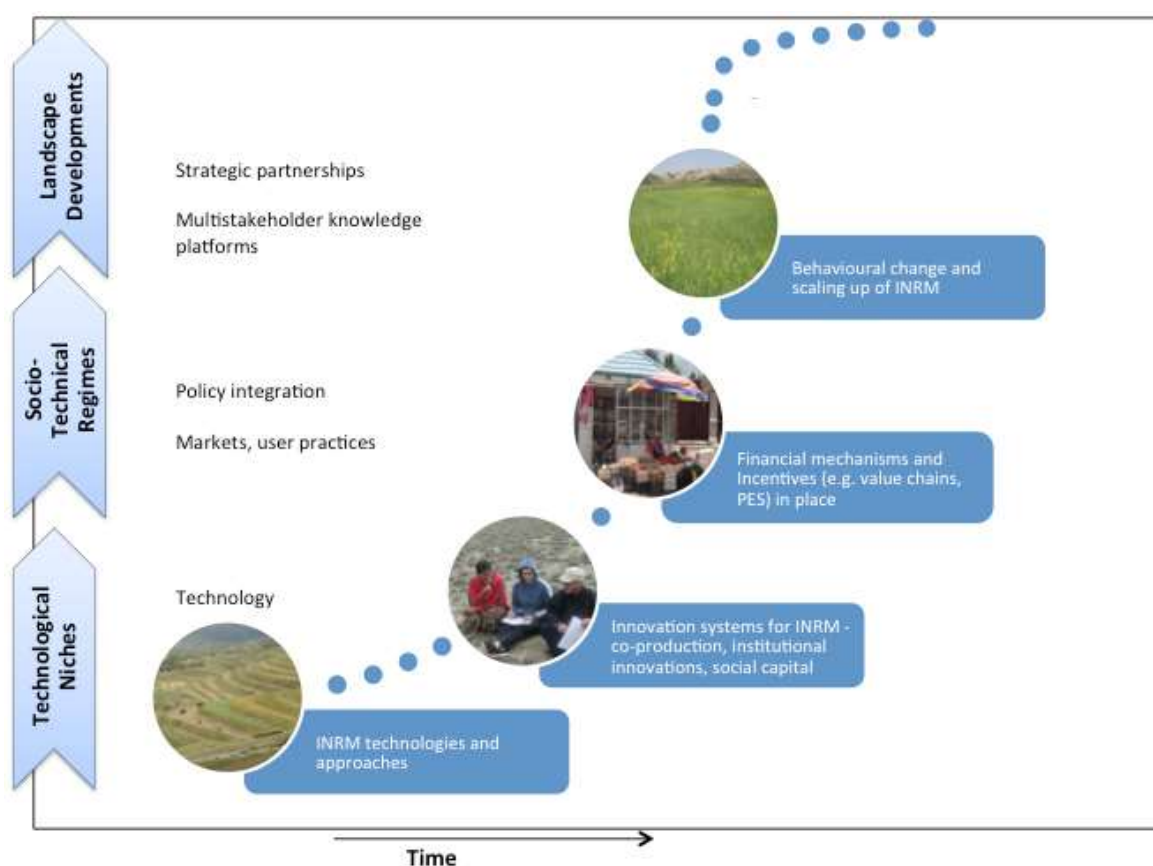 Landscape
Developments
Strategic partnerships
Multistakeholder knowledge
platforms
Behavioural change and
scaling up of INRM
Socio-
Technical
Regimes
Policy integration
Markets, user practices
Financial mechanisms and
Incentives (e.g. value chains,
PES) in place
Technological
Niches
Technology
Innovation systems for INRM -
co-production, institutional
innovations, social capital
INRM technologies and
approaches
Time